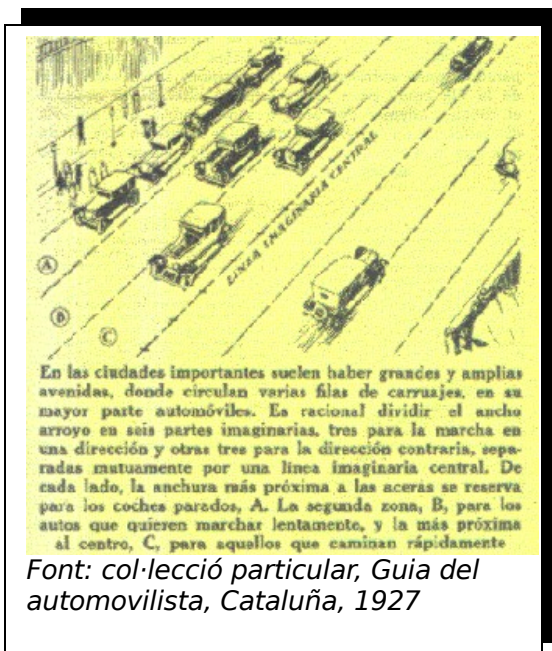 LÍNEA IMAGINARIA CENTRAL
A
B
C
En las ciudades importantes suelen haber grandes y amplias
avenidas, donde circulan varias filas de carruajes, en su
mayor parte automóviles. Es racional dividir el ancho
arroyo en seis partes imaginarias, tres para la marcha en
una dirección y otras tres para la dirección contraria, sepa-
radas mutuamente por una línea imaginaria central. De
cada lado, la anchura más próxima a las aceras se reserva
para los coches parados, A. La segunda zona, B, para los
autos que quieren marchar lentamente, y la más próxima
al centro, C, para aquellos que caminan rápidamente
Font: col·lecció particular, Guia del
automovilista, Cataluña, 1927